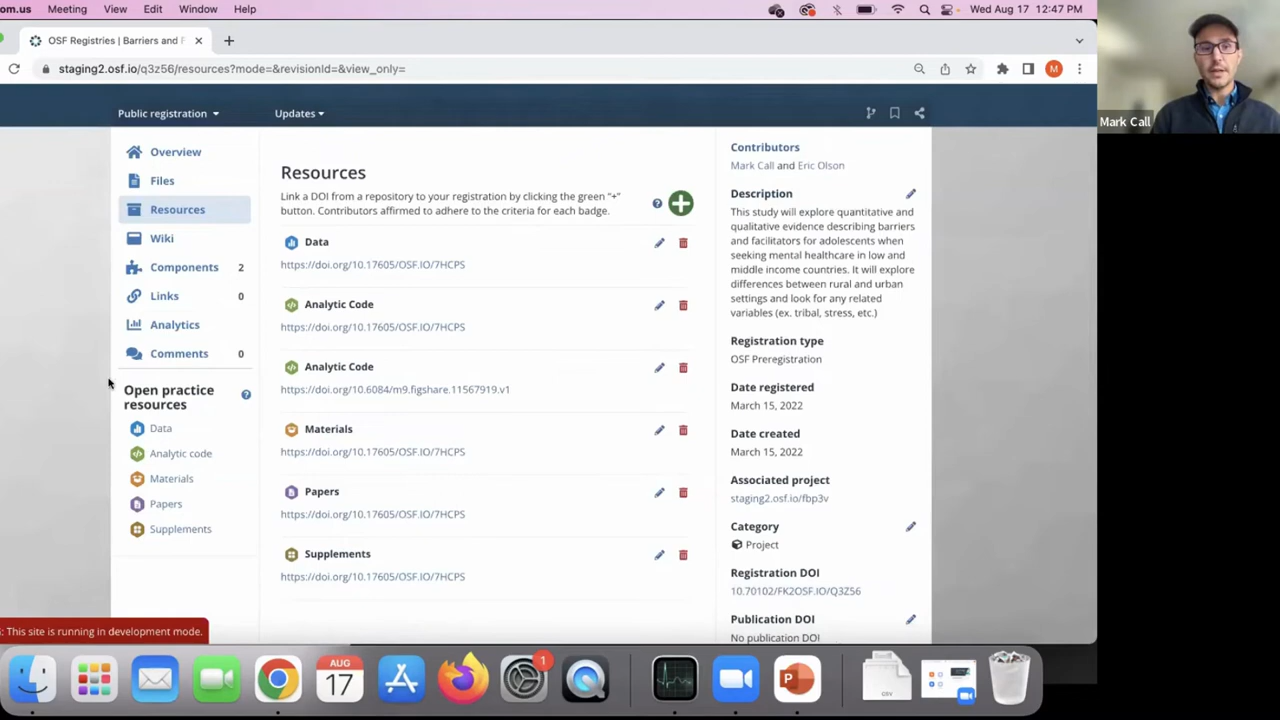 om.us Meeting View Edit Window Help Wed Aug 17 12:47 PM
OSF Registries | Barriers and F
staging2.osf.io/q3z56/resources?mode=&revisionId=&view_only=
M
Mark Call
Public registration Updates
Overview
Files
Resources
Wiki
Components 2
Links 0
Analytics
Comments 0
Open practice
resources
Data
Analytic code
Materials
Papers
Supplements
: This site is running in development mode.
Resources
Link a DOI from a repository to your registration by clicking the green "+"
button. Contributors affirmed to adhere to the criteria for each badge.
Data
https://doi.org/10.17605/OSF.IO/7HCPS
Analytic Code
https://doi.org/10.17605/OSF.IO/7HCPS
Analytic Code
https://doi.org/10.6084/m9.figshare.11567919.v1
Materials
https://doi.org/10.17605/OSF.IO/7HCPS
Papers
https://doi.org/10.17605/OSF.IO/7HCPS
Supplements
https://doi.org/10.17605/OSF.IO/7HCPS
Contributors
Mark Call and Eric Olson
Description
This study will explore quantitative and
qualitative evidence describing barriers
and facilitators for adolescents when
seeking mental healthcare in low and
middle income countries. It will explore
differences between rural and urban
settings and look for any related
variables (ex. tribal, stress, etc.)
Registration type
OSF Preregistration
Date registered
March 15, 2022
Date created
March 15, 2022
Associated project
staging2.osf.io/fbp3v
Category
Project
Registration DOI
10.70102/FK2OSF.IO/Q3Z56
Publication DOI
No publication DOI
AUG
17
1
P
CSV